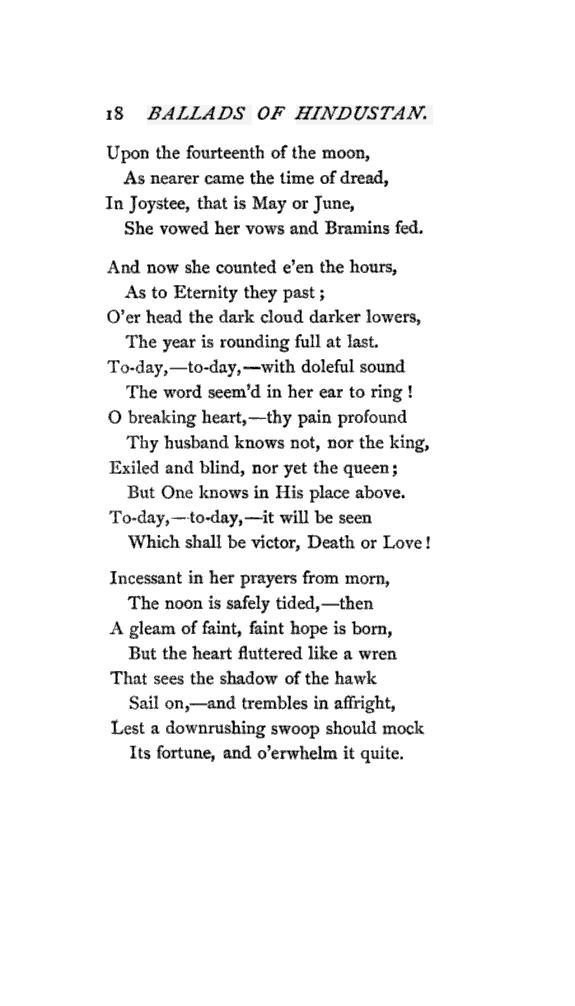 18 BALLADS OF HINDUSTAN.
Upon the fourteenth of the moon,
As nearer came the time of dread,
In Joystee, that is May or June,
She vowed her vows and Bramins fed.
And now she counted e'en the hours,
As to Eternity they past ;
O'er head the dark cloud darker lowers,
The year is rounding full at last.
To-day,—to-day,—with doleful sound
The word seem'd in her ear to ring !
O breaking heart,—thy pain profound
Thy husband knows not, nor the king,
Exiled and blind, nor yet the queen ;
But One knows in His place above.
To-day,—to-day,—it will be seen
Which shall be victor, Death or Love !
Incessant in her prayers from morn,
The noon is safely tided,—then
A gleam of faint, faint hope is born,
But the heart fluttered like a wren
That sees the shadow of the hawk
Sail on,—and trembles in affright,
Lest a downrushing swoop should mock
Its fortune, and o'erwhelm it quite.